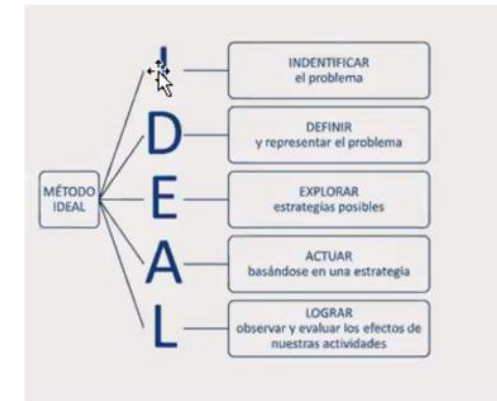 I
INDENTIFICAR
el problema
D
DEFINIR
y representar el problema
MÉTODO
IDEAL
E
EXPLORAR
estrategias posibles
A
ACTUAR
basándose en una estrategia
L
LOGRAR
observar y evaluar los efectos de
nuestras actividades